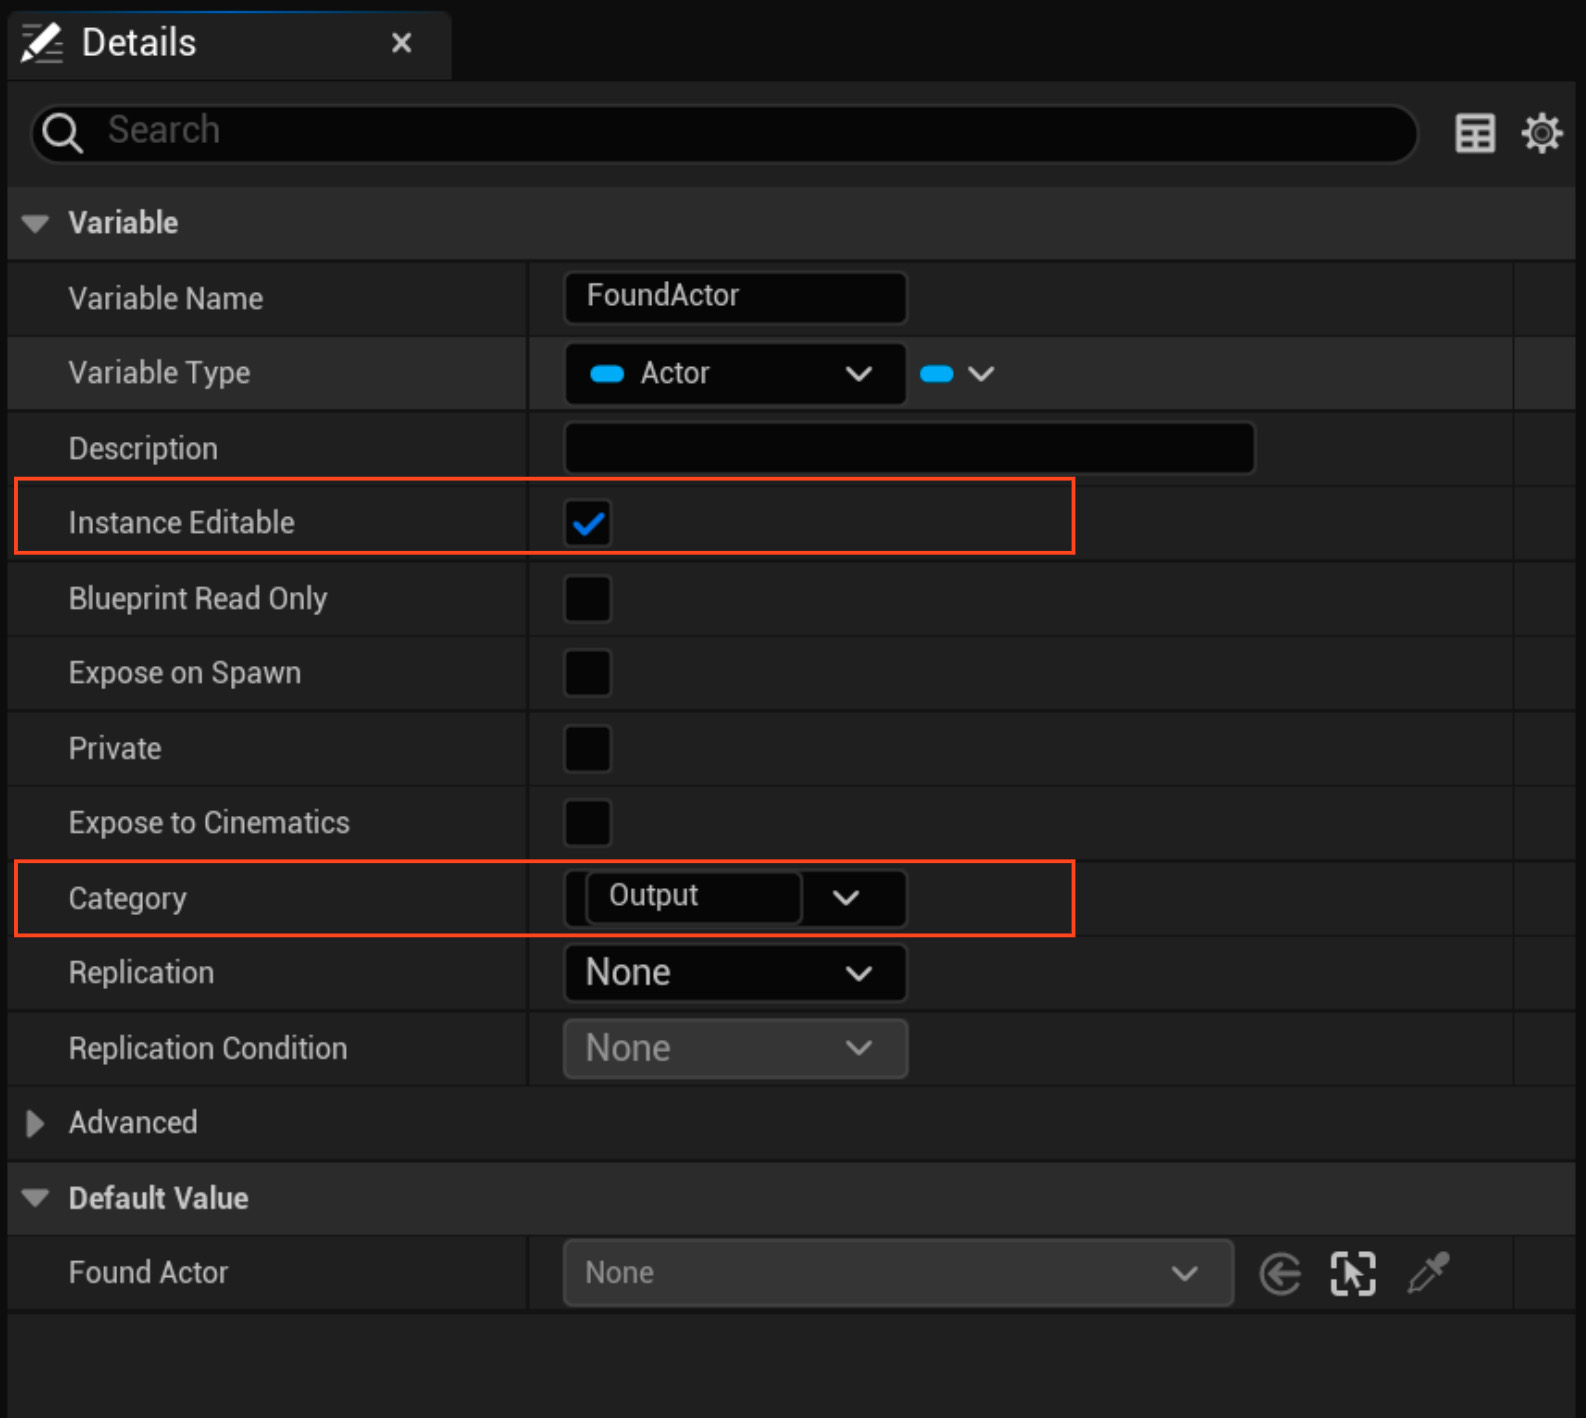 Details
Search
Variable
Variable Name FoundActor
Variable Type Actor
Description
Instance Editable
Blueprint Read Only
Expose on Spawn
Private
Expose to Cinematics
Category Output
Replication None
Replication Condition None
Advanced
Default Value
Found Actor None